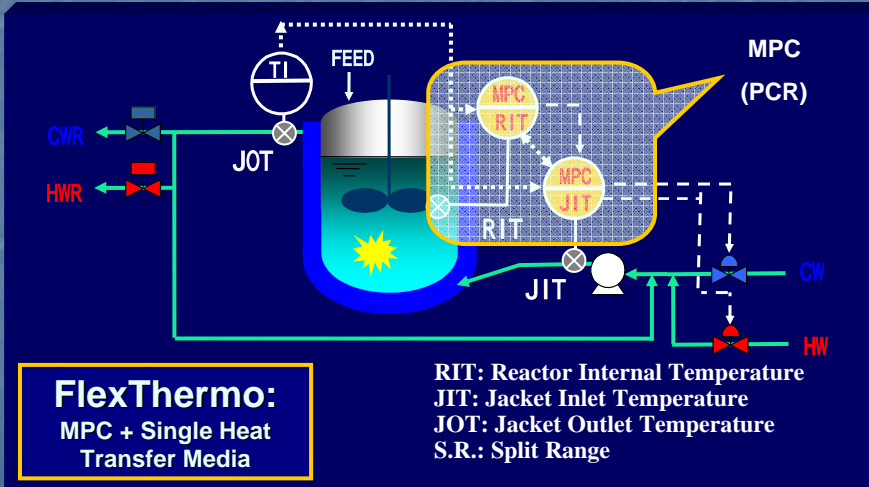 MPC
(PCR)
TI
FEED
MPC
RIT
CWR
JOT
HWR
MPC
JIT
RIT
JIT
CW
HW
FlexThermo:
MPC + Single Heat
Transfer Media
RIT: Reactor Internal Temperature
JIT: Jacket Inlet Temperature
JOT: Jacket Outlet Temperature
S.R.: Split Range